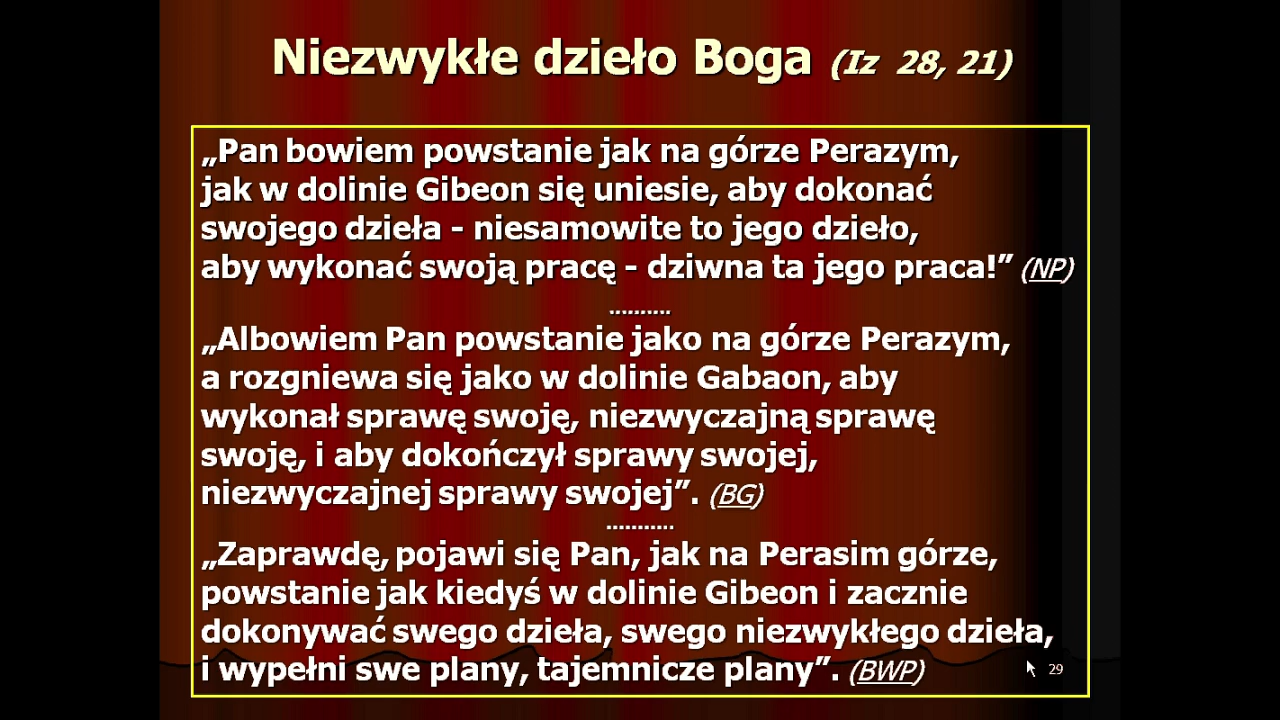 Niezwykłe dzieło Boga (Iz 28, 21)
„Pan bowiem powstanie jak na górze Perazym,
jak w dolinie Gibeon się uniesie, aby dokonać
swojego dzieła - niesamowite to jego dzieło,
aby wykonać swoją pracę - dziwna ta jego praca!” (NP)
..........
„Albowiem Pan powstanie jako na górze Perazym,
a rozgniewa się jako w dolinie Gabaon, aby
wykonał sprawę swoję, niezwyczajną sprawę
swoję, i aby dokończył sprawy swojej,
niezwyczajnej sprawy swojej”. (BG)
...........
„Zaprawdę, pojawi się Pan, jak na Perasim górze,
powstanie jak kiedyś w dolinie Gibeon i zacznie
dokonywać swego dzieła, swego niezwykłego dzieła,
i wypełni swe plany, tajemnicze plany”. (BWP)
29